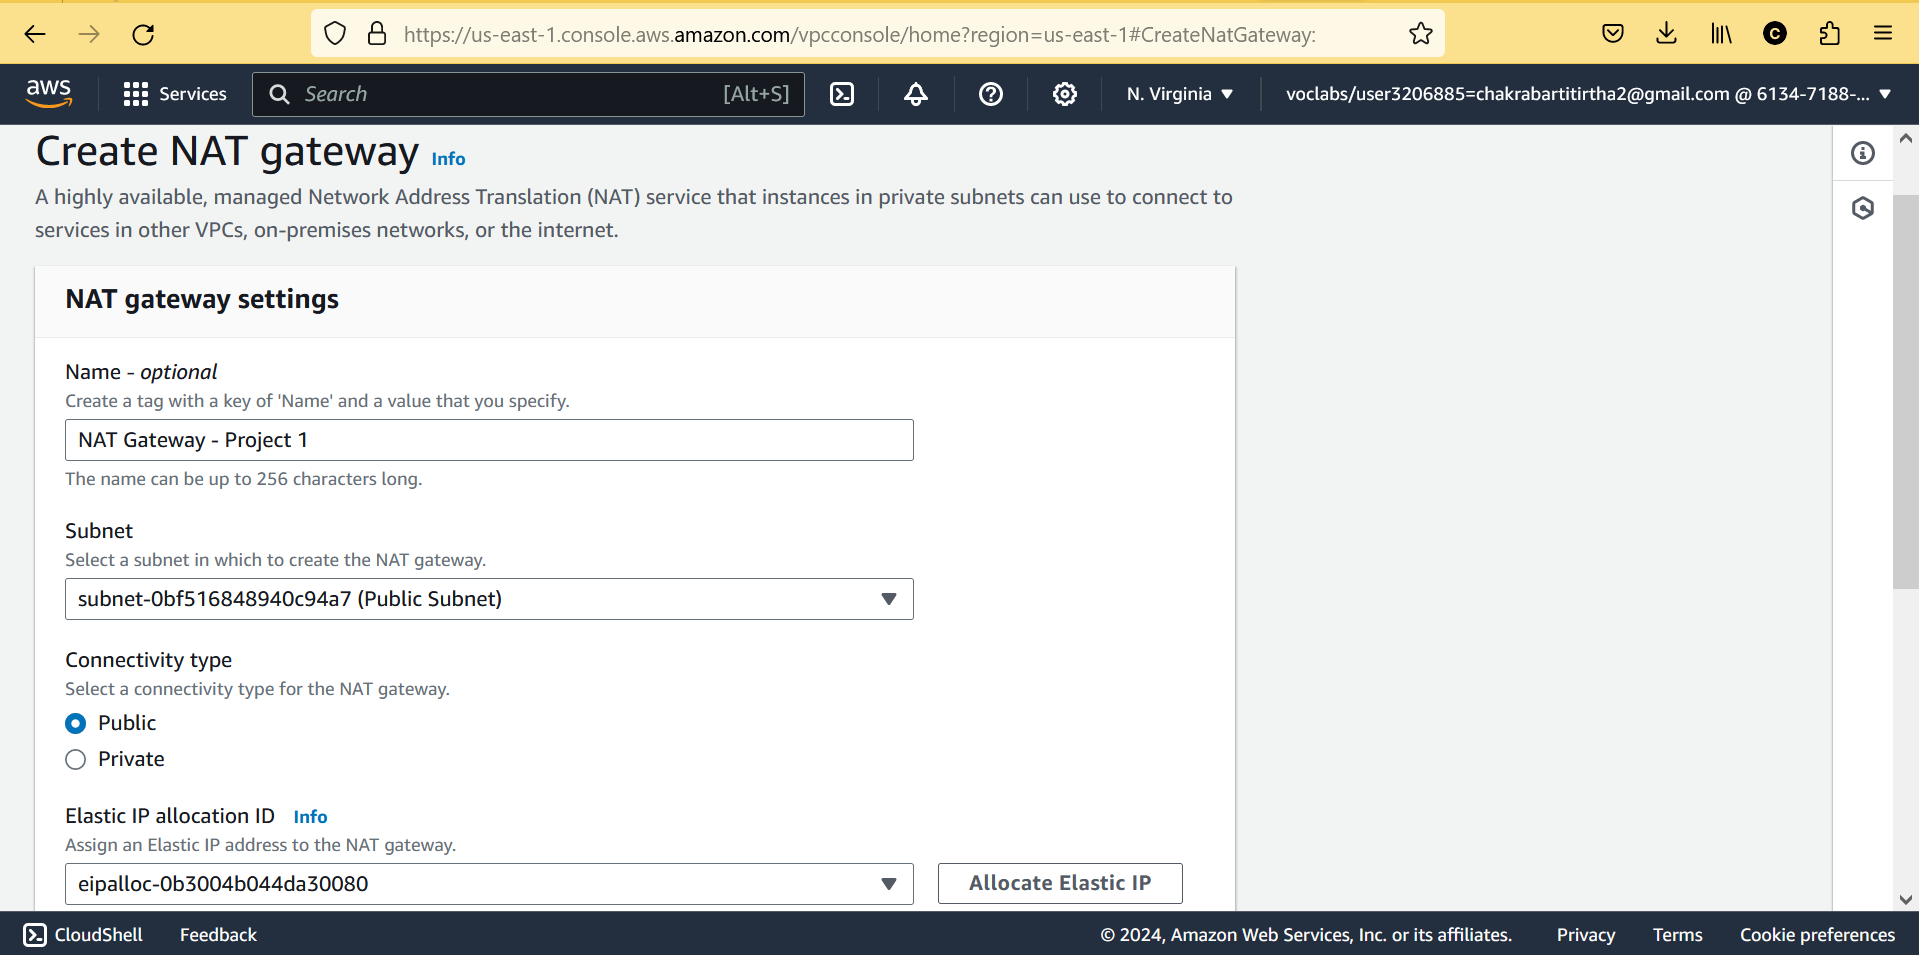 https://us-east-1.console.aws.amazon.com/vpcconsole/home?region=us-east-1#CreateNatGateway:
C
aws
Services
Search
[Alt+S]
N. Virginia
voclabs/user3206885=chakrabartitirtha2@gmail.com @ 6134-7188-...
Create NAT gateway Info
A highly available, managed Network Address Translation (NAT) service that instances in private subnets can use to connect to
services in other VPCs, on-premises networks, or the internet.
NAT gateway settings
Name - optional
Create a tag with a key of 'Name' and a value that you specify.
NAT Gateway - Project 1
The name can be up to 256 characters long.
Subnet
Select a subnet in which to create the NAT gateway.
subnet-0bf516848940c94a7 (Public Subnet)
Connectivity type
Select a connectivity type for the NAT gateway.
Public
Private
Elastic IP allocation ID Info
Assign an Elastic IP address to the NAT gateway.
eipalloc-0b3004b044da30080
Allocate Elastic IP
CloudShell
Feedback
© 2024, Amazon Web Services, Inc. or its affiliates.
Privacy
Terms
Cookie preferences